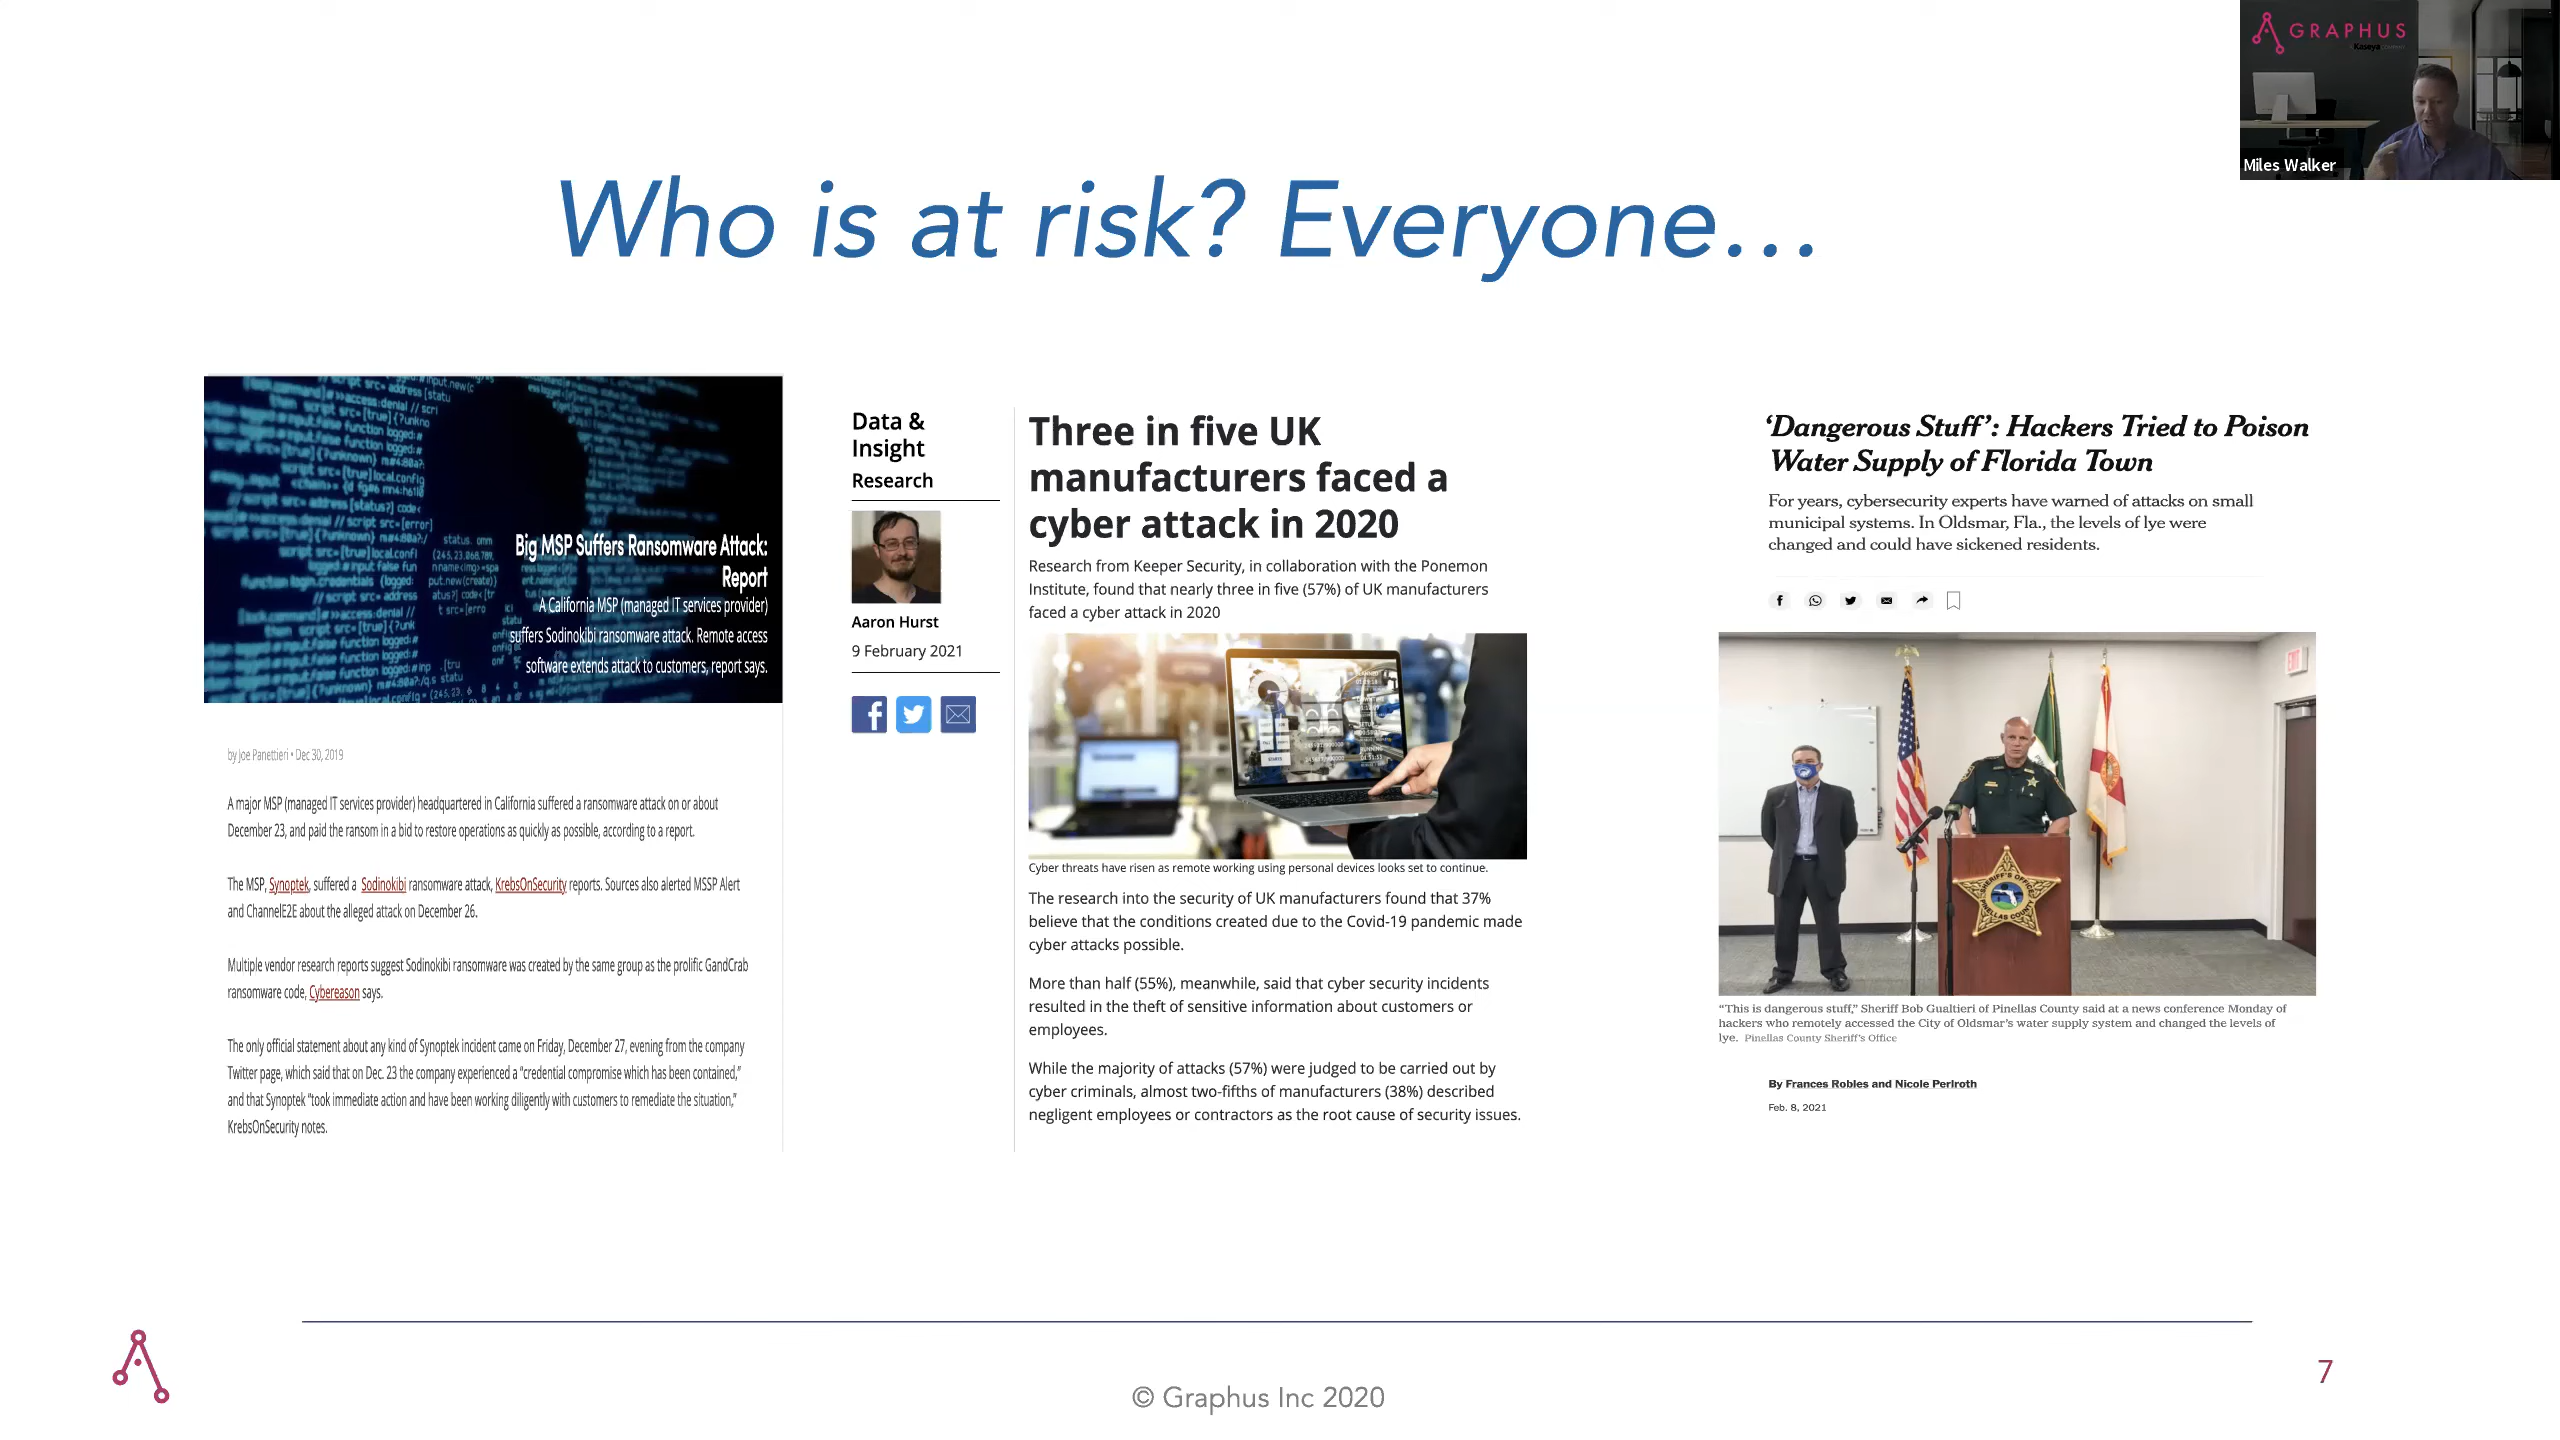 GRAPHUS
Kaseya
Miles Walker
Who is at risk? Everyone...
Big MSP Suffers Ransomware Attack:
Report
A California MSP (managed IT services provider)
suffers Sodinokibi ransomware attack. Remote access
software extends attack to customers, report says.
by Joe Panettieri • Dec 30, 2019
A major MSP (managed IT services provider) headquartered in California suffered a ransomware attack on or about
December 23, and paid the ransom in a bid to restore operations as quickly as possible, according to a report.
The MSP, Synoptek, suffered a Sodinokibi ransomware attack, KrebsOnSecurity reports. Sources also alerted MSSP Alert
and ChannelE2E about the alleged attack on December 26.
Multiple vendor research reports suggest Sodinokibi ransomware was created by the same group as the prolific GandCrab
ransomware code, Cybereason says.
The only official statement about any kind of Synoptek incident came on Friday, December 27, evening from the company
Twitter page, which said that on Dec. 23 the company experienced a “credential compromise which has been contained,”
and that Synoptek “took immediate action and have been working diligently with customers to remediate the situation,”
KrebsOnSecurity notes.
Data &
Insight
Research
Aaron Hurst
9 February 2021
Three in five UK
manufacturers faced a
cyber attack in 2020
Research from Keeper Security, in collaboration with the Ponemon
Institute, found that nearly three in five (57%) of UK manufacturers
faced a cyber attack in 2020
Cyber threats have risen as remote working using personal devices looks set to continue.
The research into the security of UK manufacturers found that 37%
believe that the conditions created due to the Covid-19 pandemic made
cyber attacks possible.
More than half (55%), meanwhile, said that cyber security incidents
resulted in the theft of sensitive information about customers or
employees.
While the majority of attacks (57%) were judged to be carried out by
cyber criminals, almost two-fifths of manufacturers (38%) described
negligent employees or contractors as the root cause of security issues.
‘Dangerous Stuff’: Hackers Tried to Poison
Water Supply of Florida Town
For years, cybersecurity experts have warned of attacks on small
municipal systems. In Oldsmar, Fla., the levels of lye were
changed and could have sickened residents.
EXIT
SHERIFF'S OFFICE
PINELLAS COUNTY
“This is dangerous stuff,” Sheriff Bob Gualtieri of Pinellas County said at a news conference Monday of
hackers who remotely accessed the City of Oldsmar’s water supply system and changed the levels of
lye. Pinellas County Sheriff’s Office
By Frances Robles and Nicole Perlroth
Feb. 8, 2021
© Graphus Inc 2020
7